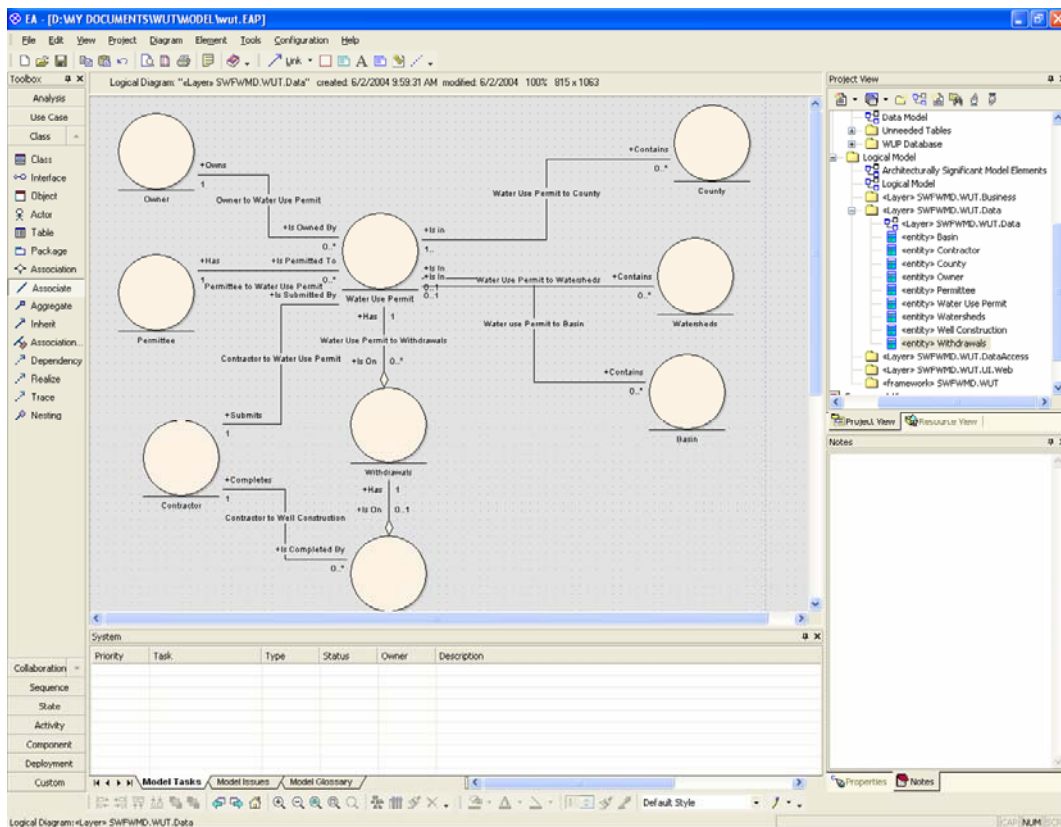 EA - [D:\MY DOCUMENTS\WUT\MODEL\wut.EAP]
File Edit View Project Diagram Element Tools Configuration Help
Link
Toolbox
Logical Diagram: "«Layer» SWFWMD.WUT.Data" created: 6/2/2004 9:59:31 AM modified: 6/2/2004 100% 815 x 1063
Analysis
Use Case
Class
Class
Interface
Object
Actor
Table
Package
Association
Associate
Aggregate
Inherit
Association...
Dependency
Realize
Trace
Nesting
Collaboration
Sequence
State
Activity
Component
Deployment
Custom
Owner
+Owns
1
Owner to Water Use Permit
+Is Owned By
0..*
Permittee
+Has
1
+Is Permitted To
0..*
Permittee to Water Use Permit
+Is Submitted By
Water Use Permit
County
+Contains
0..*
Water Use Permit to County
+Is in
1..
+Is In
+Is In
0..1
0..1
Water Use Permit to Watersheds
+Contains
0..*
Watersheds
Water use Permit to Basin
+Contains
0..*
Basin
+Has 1
Water Use Permit to Withdrawals
+Is On 0..*
Contractor to Water Use Permit
+Submits
1
Withdrawals
Contractor
+Completes
1
Contractor to Well Construction
+Has 1
+Is On 0..1
+Is Completed By
0..*
System
Priority Task Type Status Owner Description
Model Tasks Model Issues Model Glossary
Default Style
Project View
Data Model
Unneeded Tables
WUP Database
Logical Model
Architecturally Significant Model Elements
Logical Model
«Layer» SWFWMD.WUT.Business
«Layer» SWFWMD.WUT.Data
«Layer» SWFWMD.WUT.Data
«entity» Basin
«entity» Contractor
«entity» County
«entity» Owner
«entity» Permittee
«entity» Water Use Permit
«entity» Watersheds
«entity» Well Construction
«entity» Withdrawals
«Layer» SWFWMD.WUT.DataAccess
«Layer» SWFWMD.WUT.UI.Web
«framework» SWFWMD.WUT
Project View Resource View
Notes
Properties Notes
Logical Diagram:«Layer» SWFWMD.WUT.Data
CAP NUM